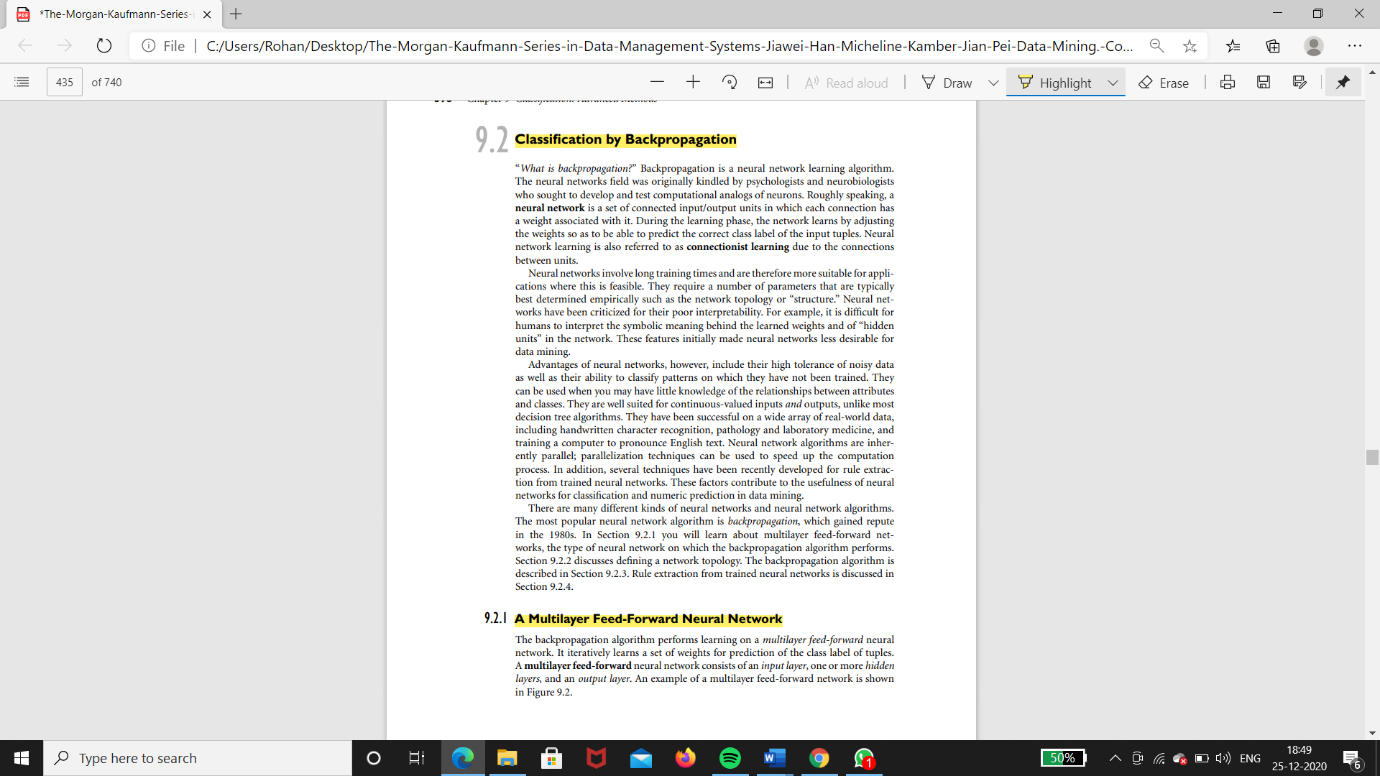 *The-Morgan-Kaufmann-Series-
File | C:/Users/Rohan/Desktop/The-Morgan-Kaufmann-Series-in-Data-Management-Systems-Jiawei-Han-Micheline-Kamber-Jian-Pei-Data-Mining.-Co...
435 of 740
Read aloud
Draw
Highlight
Erase
9.2 Classification by Backpropagation
“What is backpropagation?” Backpropagation is a neural network learning algorithm.
The neural networks field was originally kindled by psychologists and neurobiologists
who sought to develop and test computational analogs of neurons. Roughly speaking, a
neural network is a set of connected input/output units in which each connection has
a weight associated with it. During the learning phase, the network learns by adjusting
the weights so as to be able to predict the correct class label of the input tuples. Neural
network learning is also referred to as connectionist learning due to the connections
between units.
Neural networks involve long training times and are therefore more suitable for appli-
cations where this is feasible. They require a number of parameters that are typically
best determined empirically such as the network topology or “structure.” Neural net-
works have been criticized for their poor interpretability. For example, it is difficult for
humans to interpret the symbolic meaning behind the learned weights and of “hidden
units” in the network. These features initially made neural networks less desirable for
data mining.
Advantages of neural networks, however, include their high tolerance of noisy data
as well as their ability to classify patterns on which they have not been trained. They
can be used when you may have little knowledge of the relationships between attributes
and classes. They are well suited for continuous-valued inputs and outputs, unlike most
decision tree algorithms. They have been successful on a wide array of real-world data,
including handwritten character recognition, pathology and laboratory medicine, and
training a computer to pronounce English text. Neural network algorithms are inher-
ently parallel; parallelization techniques can be used to speed up the computation
process. In addition, several techniques have been recently developed for rule extrac-
tion from trained neural networks. These factors contribute to the usefulness of neural
networks for classification and numeric prediction in data mining.
There are many different kinds of neural networks and neural network algorithms.
The most popular neural network algorithm is backpropagation, which gained repute
in the 1980s. In Section 9.2.1 you will learn about multilayer feed-forward net-
works, the type of neural network on which the backpropagation algorithm performs.
Section 9.2.2 discusses defining a network topology. The backpropagation algorithm is
described in Section 9.2.3. Rule extraction from trained neural networks is discussed in
Section 9.2.4.
9.2.1 A Multilayer Feed-Forward Neural Network
The backpropagation algorithm performs learning on a multilayer feed-forward neural
network. It iteratively learns a set of weights for prediction of the class label of tuples.
A multilayer feed-forward neural network consists of an input layer, one or more hidden
layers, and an output layer. An example of a multilayer feed-forward network is shown
in Figure 9.2.
Type here to search
50%
ENG
18:49
25-12-2020